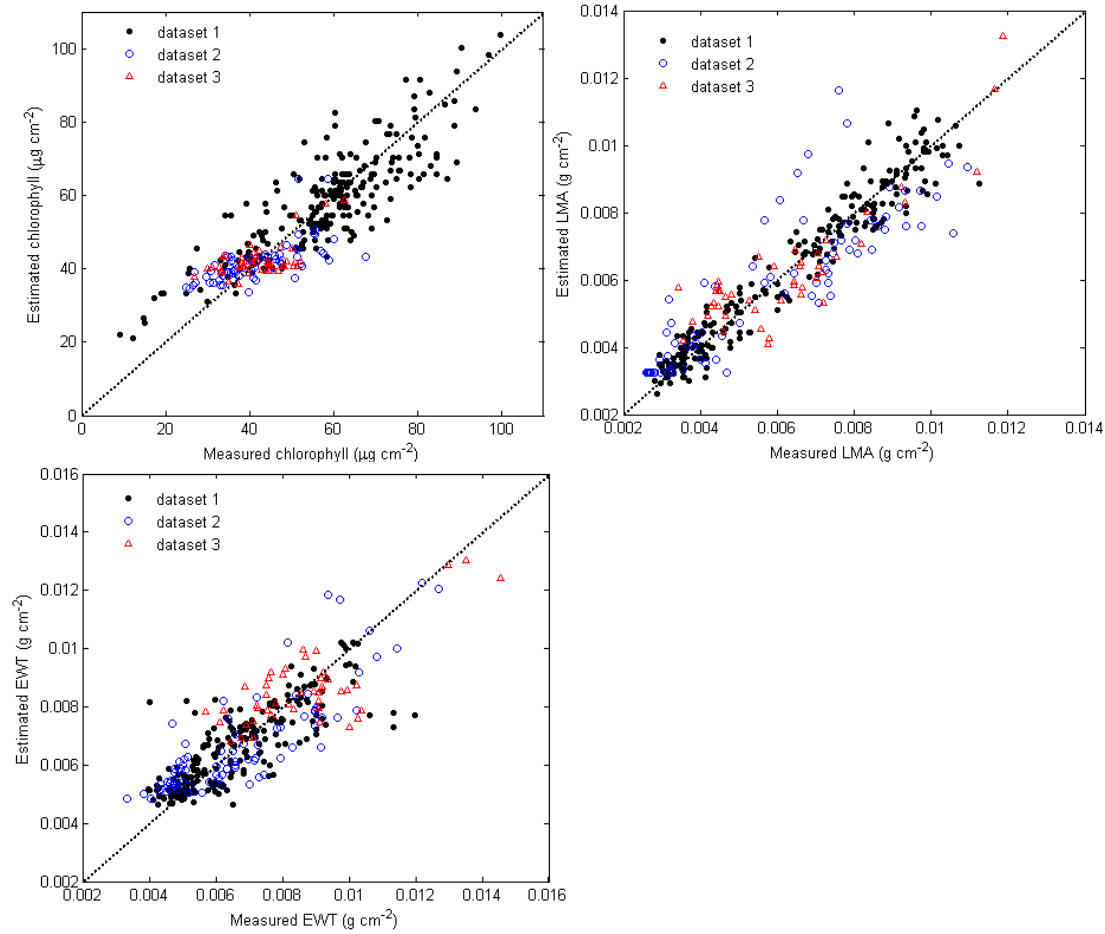 dataset 1
dataset 2
dataset 3
100
80
60
40
20
0
0
20
40
60
80
100
Estimated chlorophyll (μg cm⁻²)
Measured chlorophyll (μg cm⁻²)
dataset 1
dataset 2
dataset 3
0.014
0.012
0.01
0.008
0.006
0.004
0.002
0.002
0.004
0.006
0.008
0.01
0.012
0.014
Estimated LMA (g cm⁻²)
Measured LMA (g cm⁻²)
dataset 1
dataset 2
dataset 3
0.016
0.014
0.012
0.01
0.008
0.006
0.004
0.002
0.002
0.004
0.006
0.008
0.01
0.012
0.014
0.016
Estimated EWT (g cm⁻²)
Measured EWT (g cm⁻²)